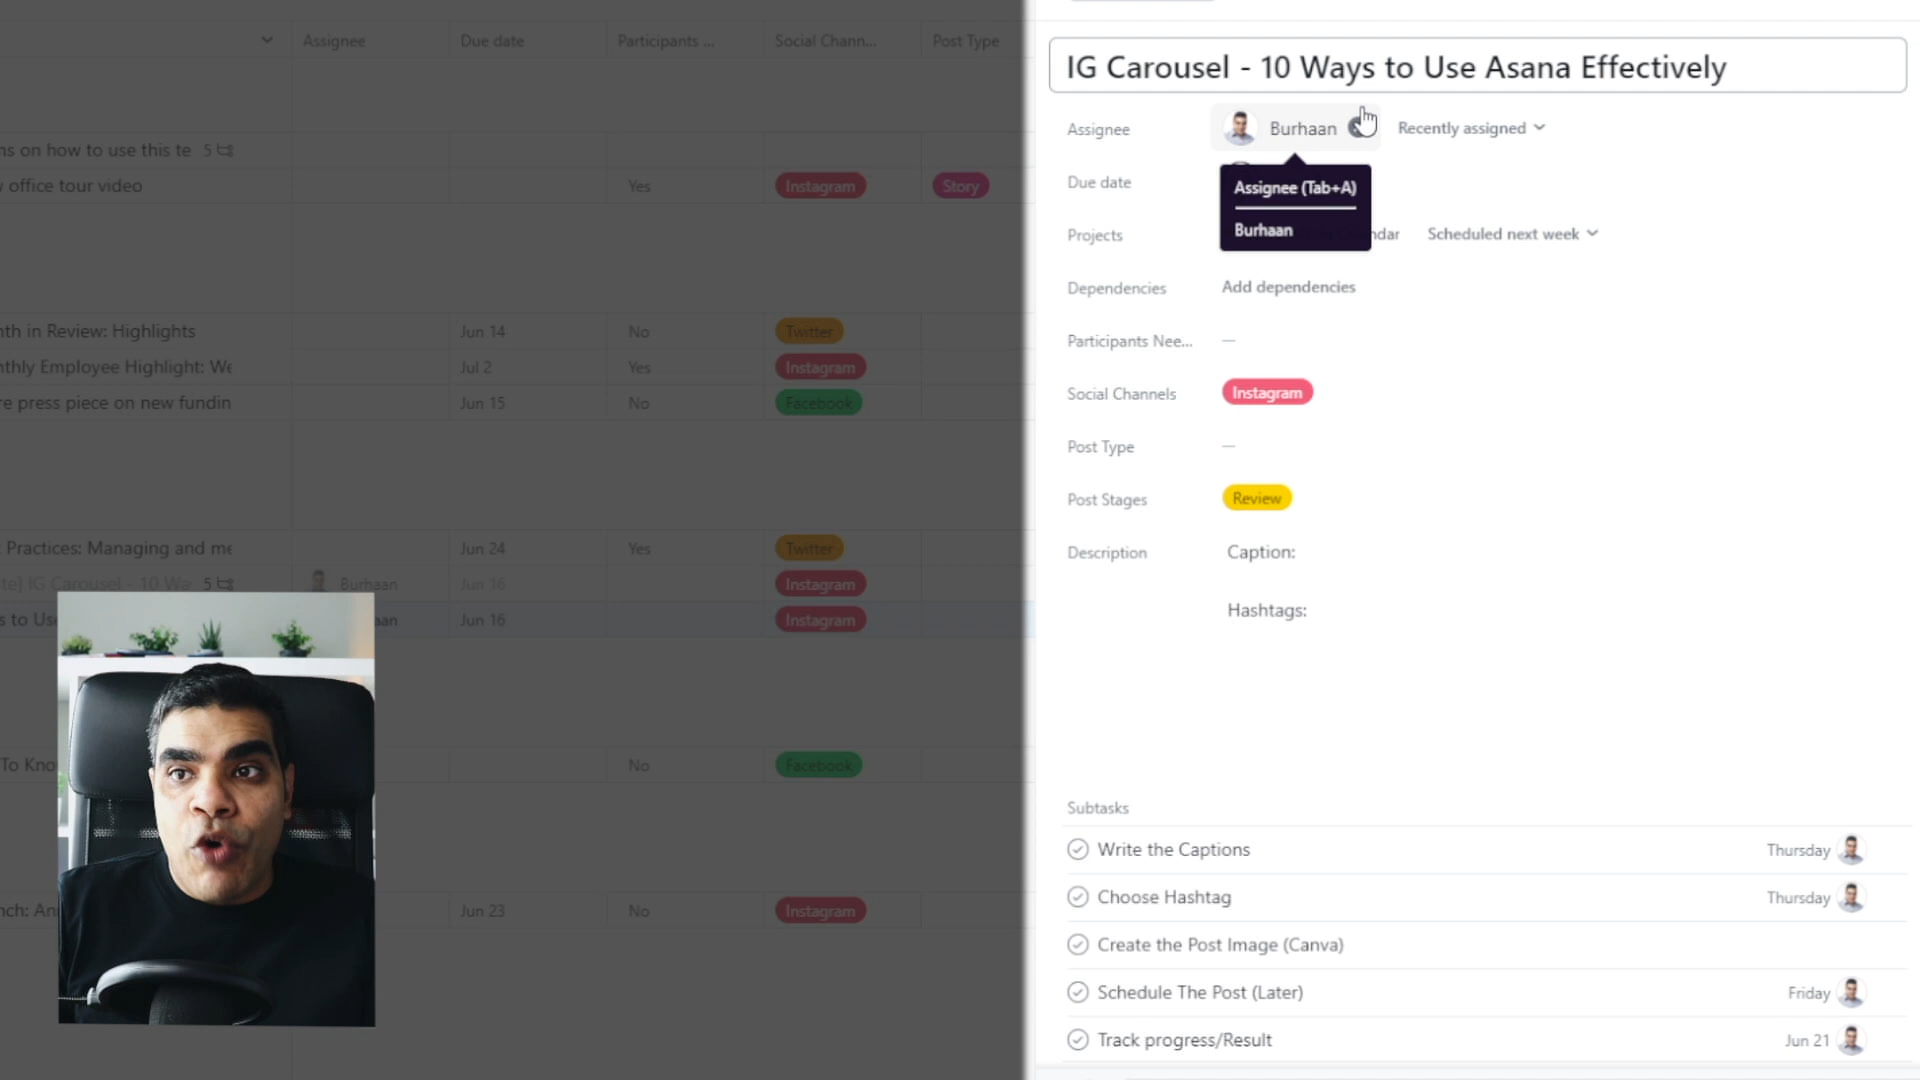 Assignee
Due date
Participants ...
Social Chann...
Post Type
ns on how to use this te 5
office tour video Yes Instagram Story
nth in Review: Highlights Jun 14 No Twitter
nthly Employee Highlight: We Jul 2 Yes Instagram
re press piece on new fundin Jun 15 No Facebook
Practices: Managing and me Jun 24 Yes Twitter
te] IG Carousel - 10 Wa 5 Burhaan Jun 16 Instagram
s to Us aan Jun 16 Instagram
To Kno No Facebook
nch: An Jun 23 No Instagram
IG Carousel - 10 Ways to Use Asana Effectively
Assignee Burhaan Recently assigned
Due date
Assignee (Tab+A)
Burhaan
Projects ndar Scheduled next week
Dependencies Add dependencies
Participants Nee... —
Social Channels Instagram
Post Type —
Post Stages Review
Description Caption:
Hashtags:
Subtasks
Write the Captions Thursday
Choose Hashtag Thursday
Create the Post Image (Canva)
Schedule The Post (Later) Friday
Track progress/Result Jun 21